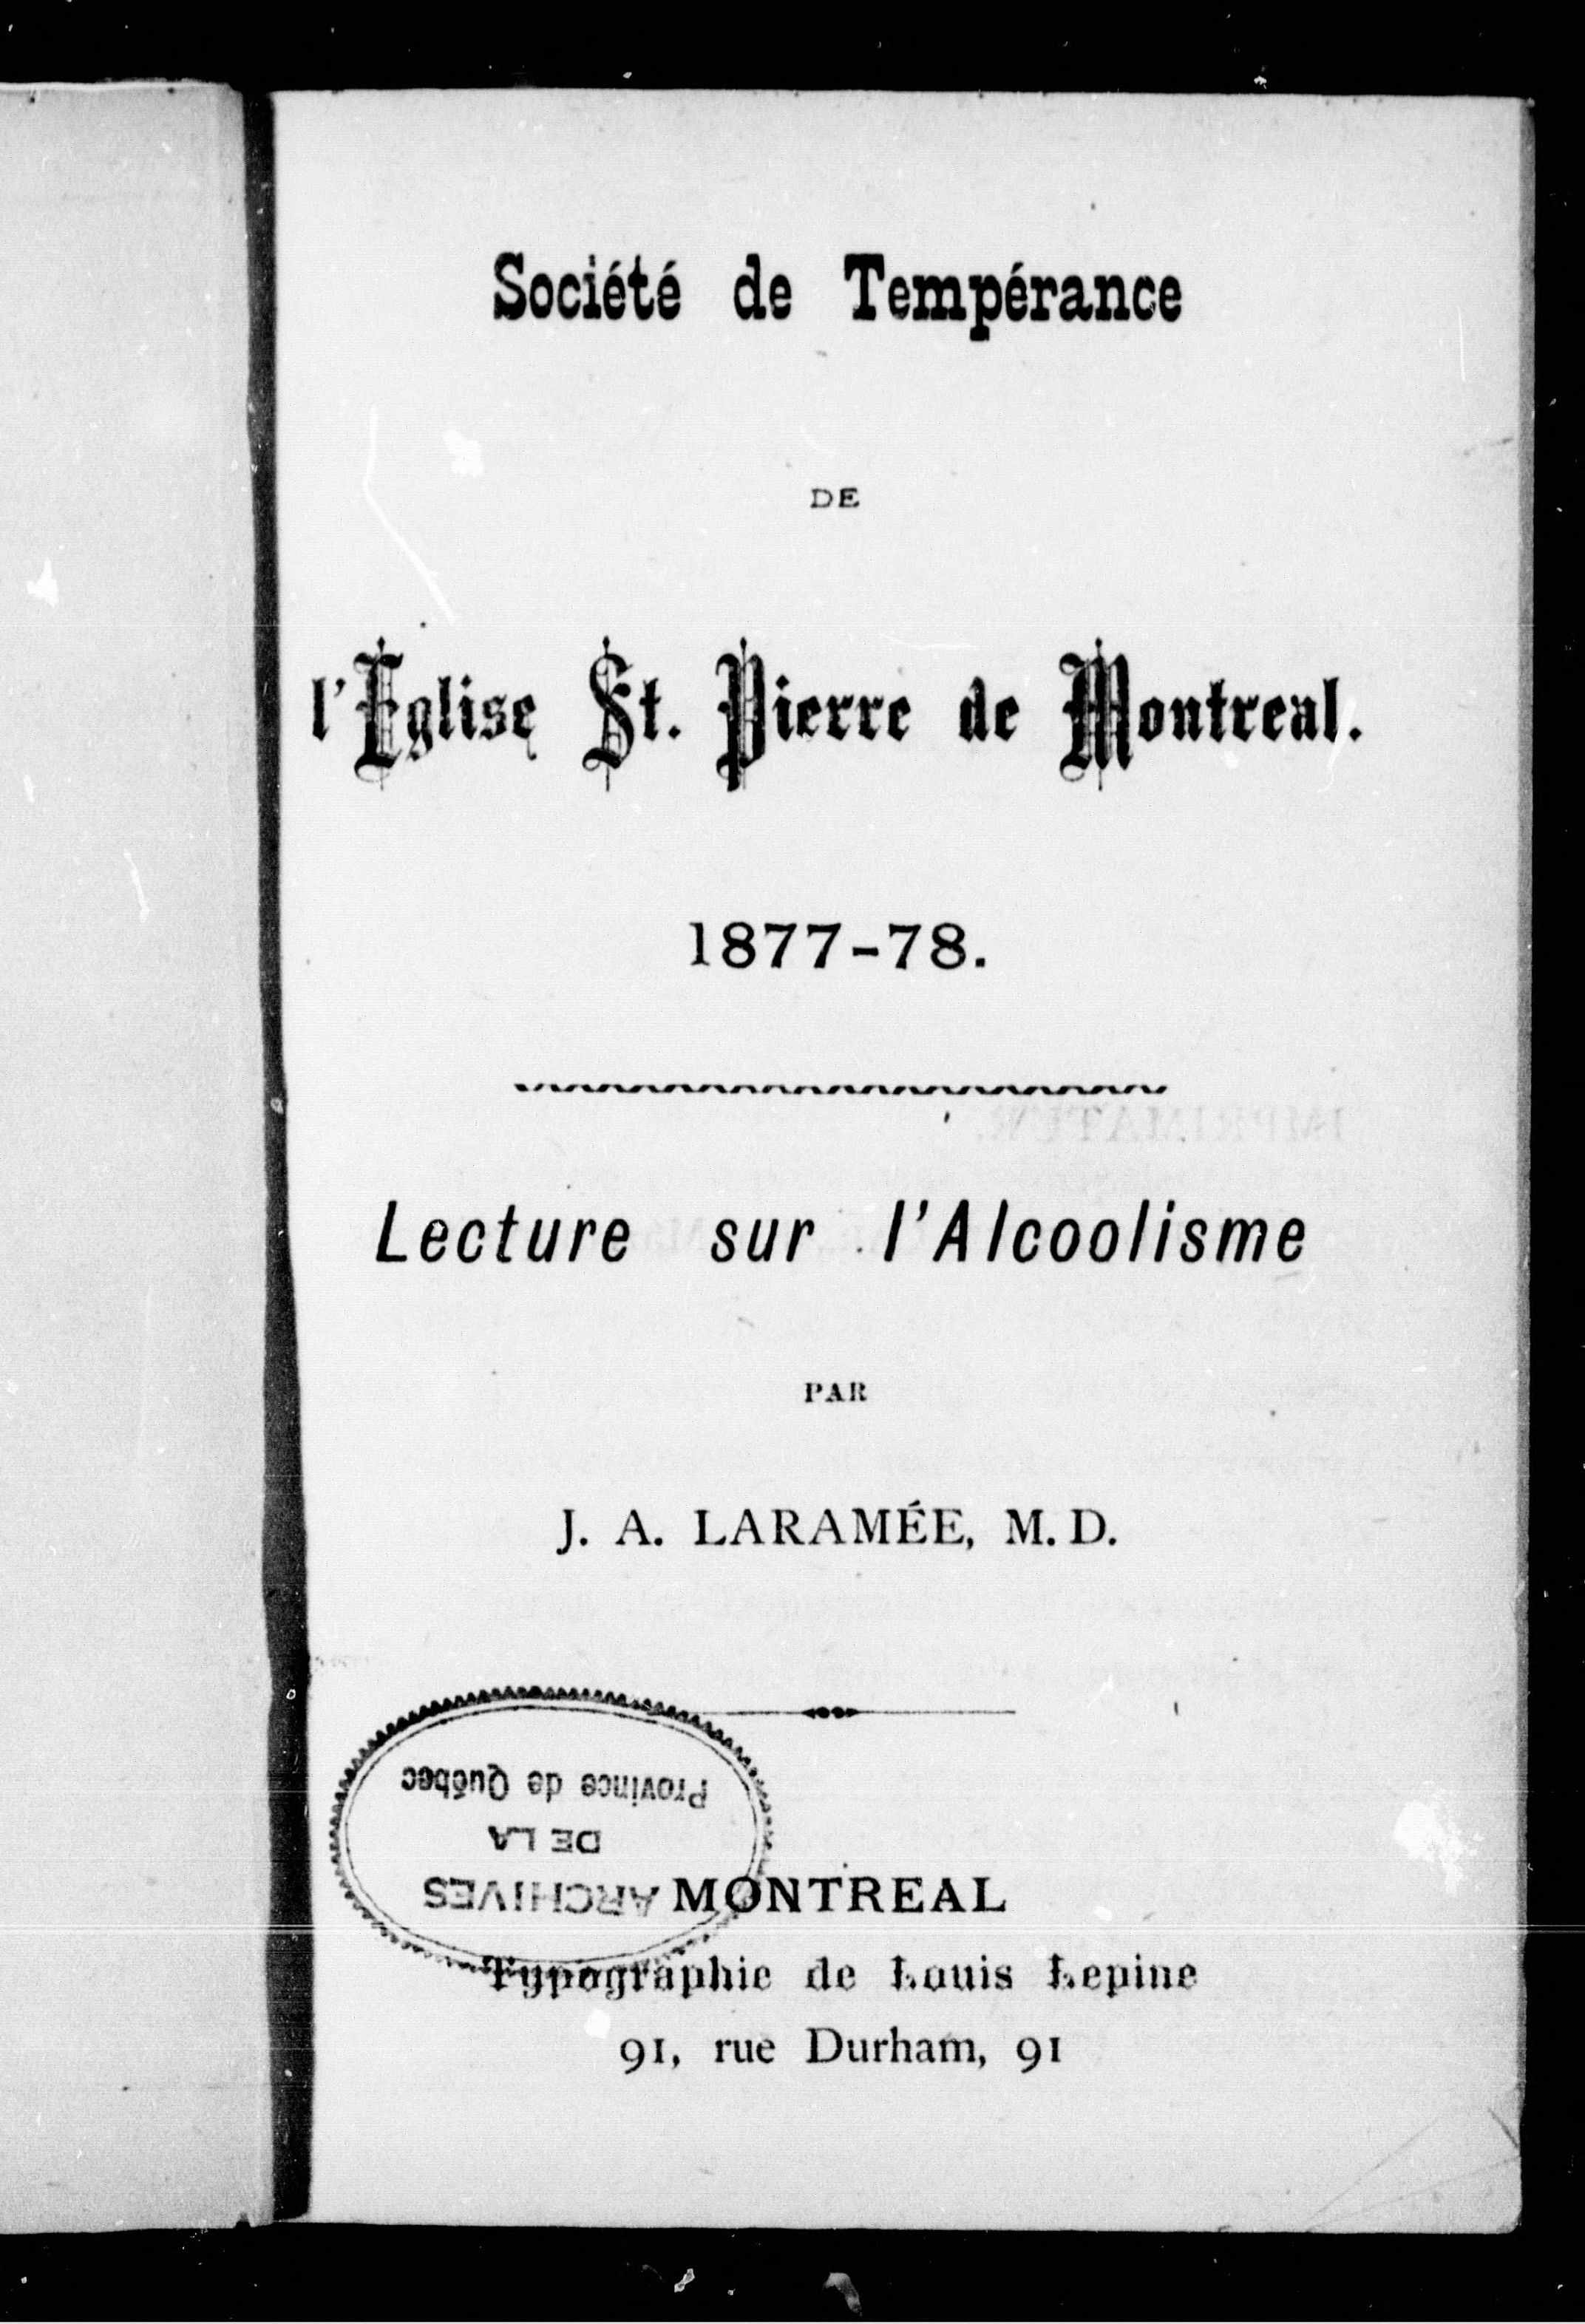 Société de Tempérance
DE
l'Eglise St. Pierre de Montreal.
1877-78.
IMPRIMATUR.
Lecture sur l'Alcoolisme
PAR
J. A. LARAMÉE, M. D.
ARCHIVES
DE LA
Province de Québec
MONTREAL
Typographie de Louis Lepine
91, rue Durham, 91